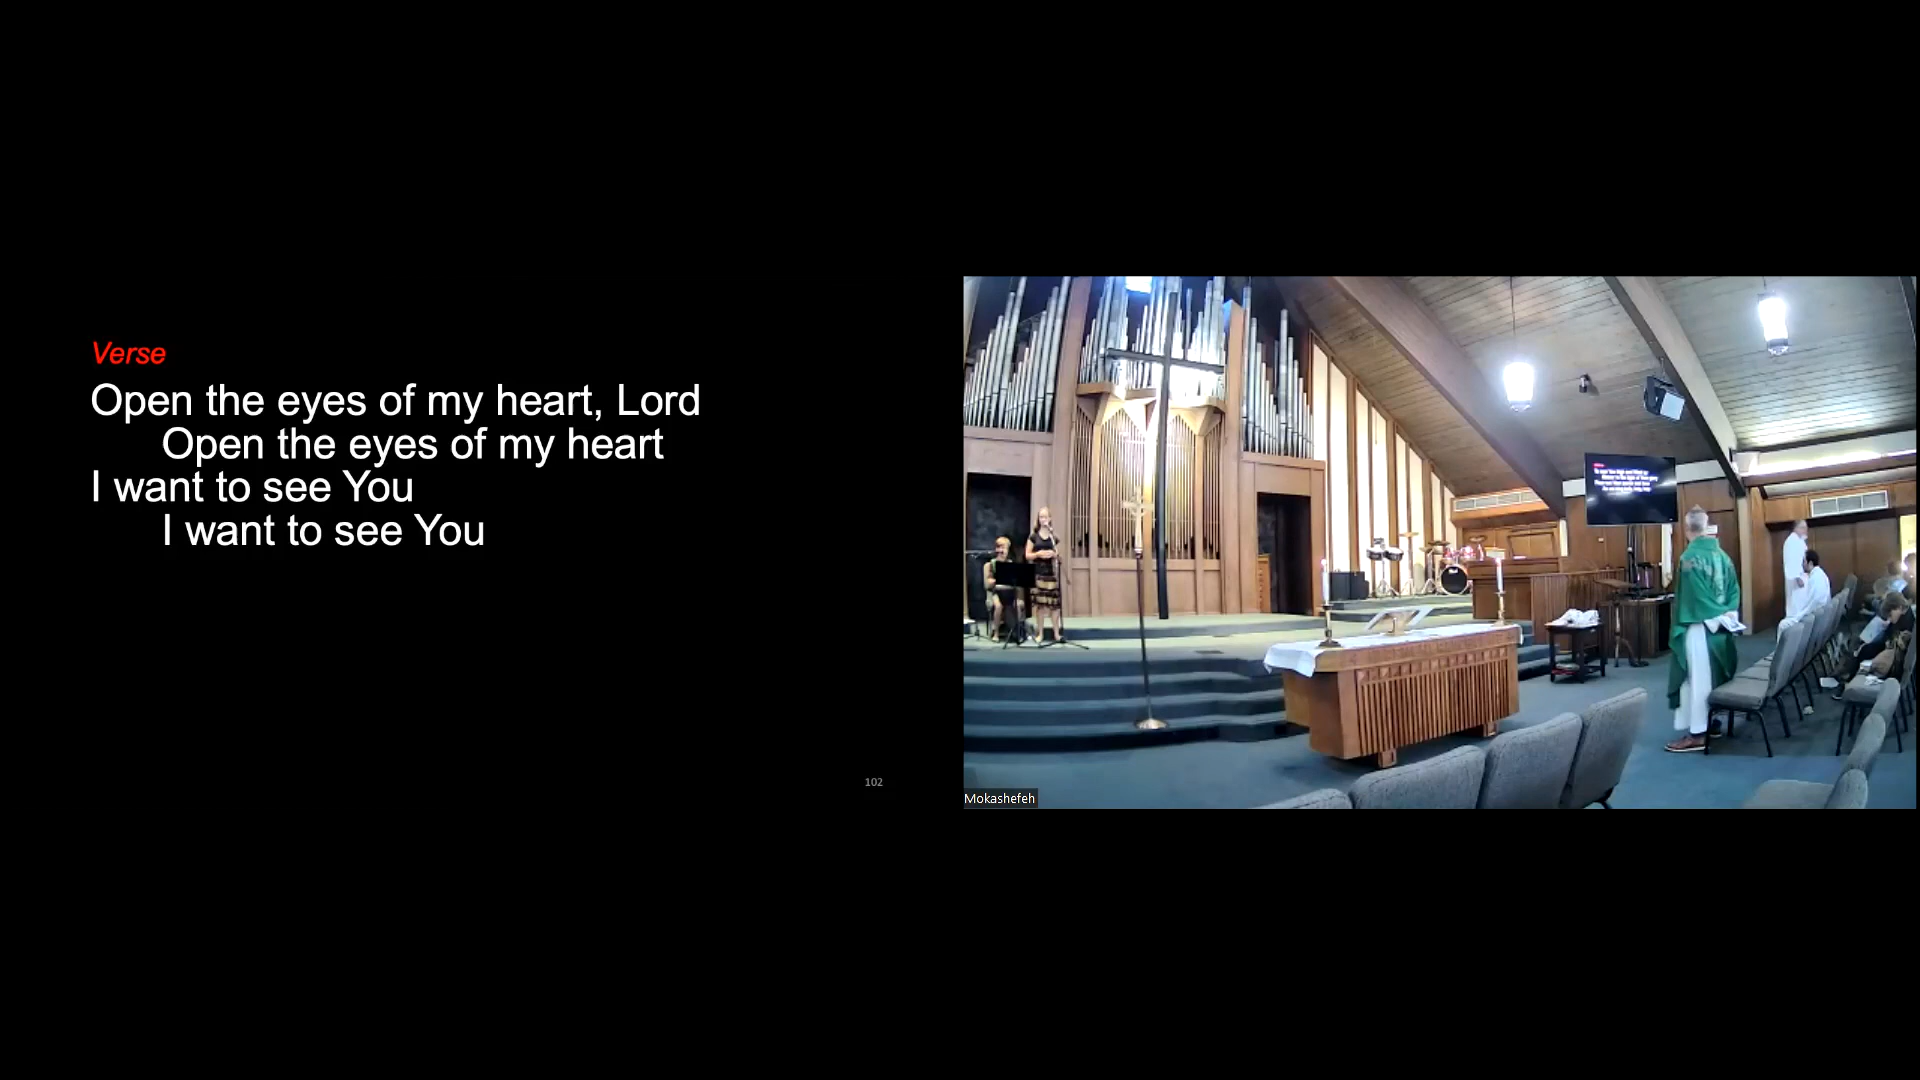 Verse
Open the eyes of my heart, Lord
Open the eyes of my heart
I want to see You
I want to see You
102
Mokashefeh